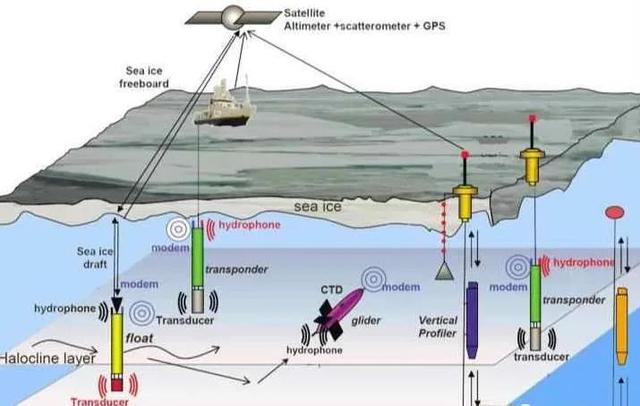 Satellite
Altimeter +scatterometer + GPS
Sea ice
freeboard
sea ice
hydrophone
modem
transponder
Transducer
Sea ice
draft
modem
hydrophone
float
Halocline layer
Transducer
CTD
modem
glider
hydrophone
Vertical
Profiler
hydrophone
modem
transponder
transducer